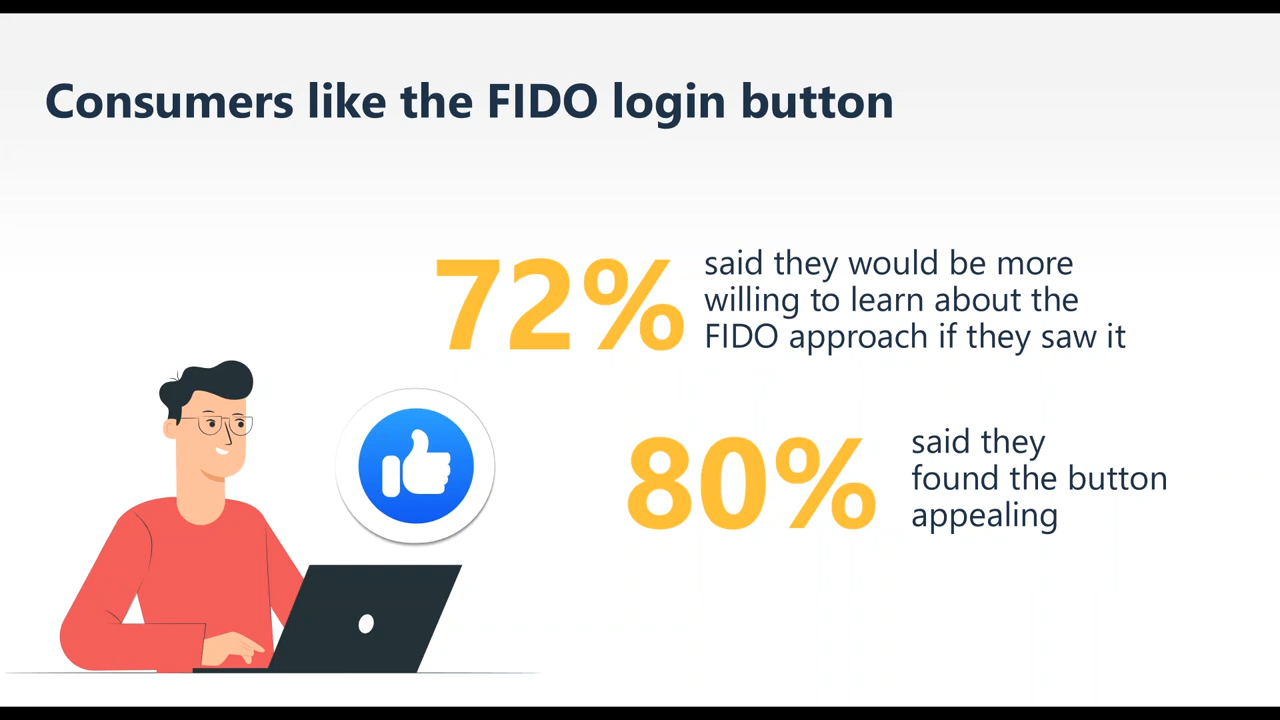 Consumers like the FIDO login button
72%
said they would be more
willing to learn about the
FIDO approach if they saw it
80%
said they
found the button
appealing